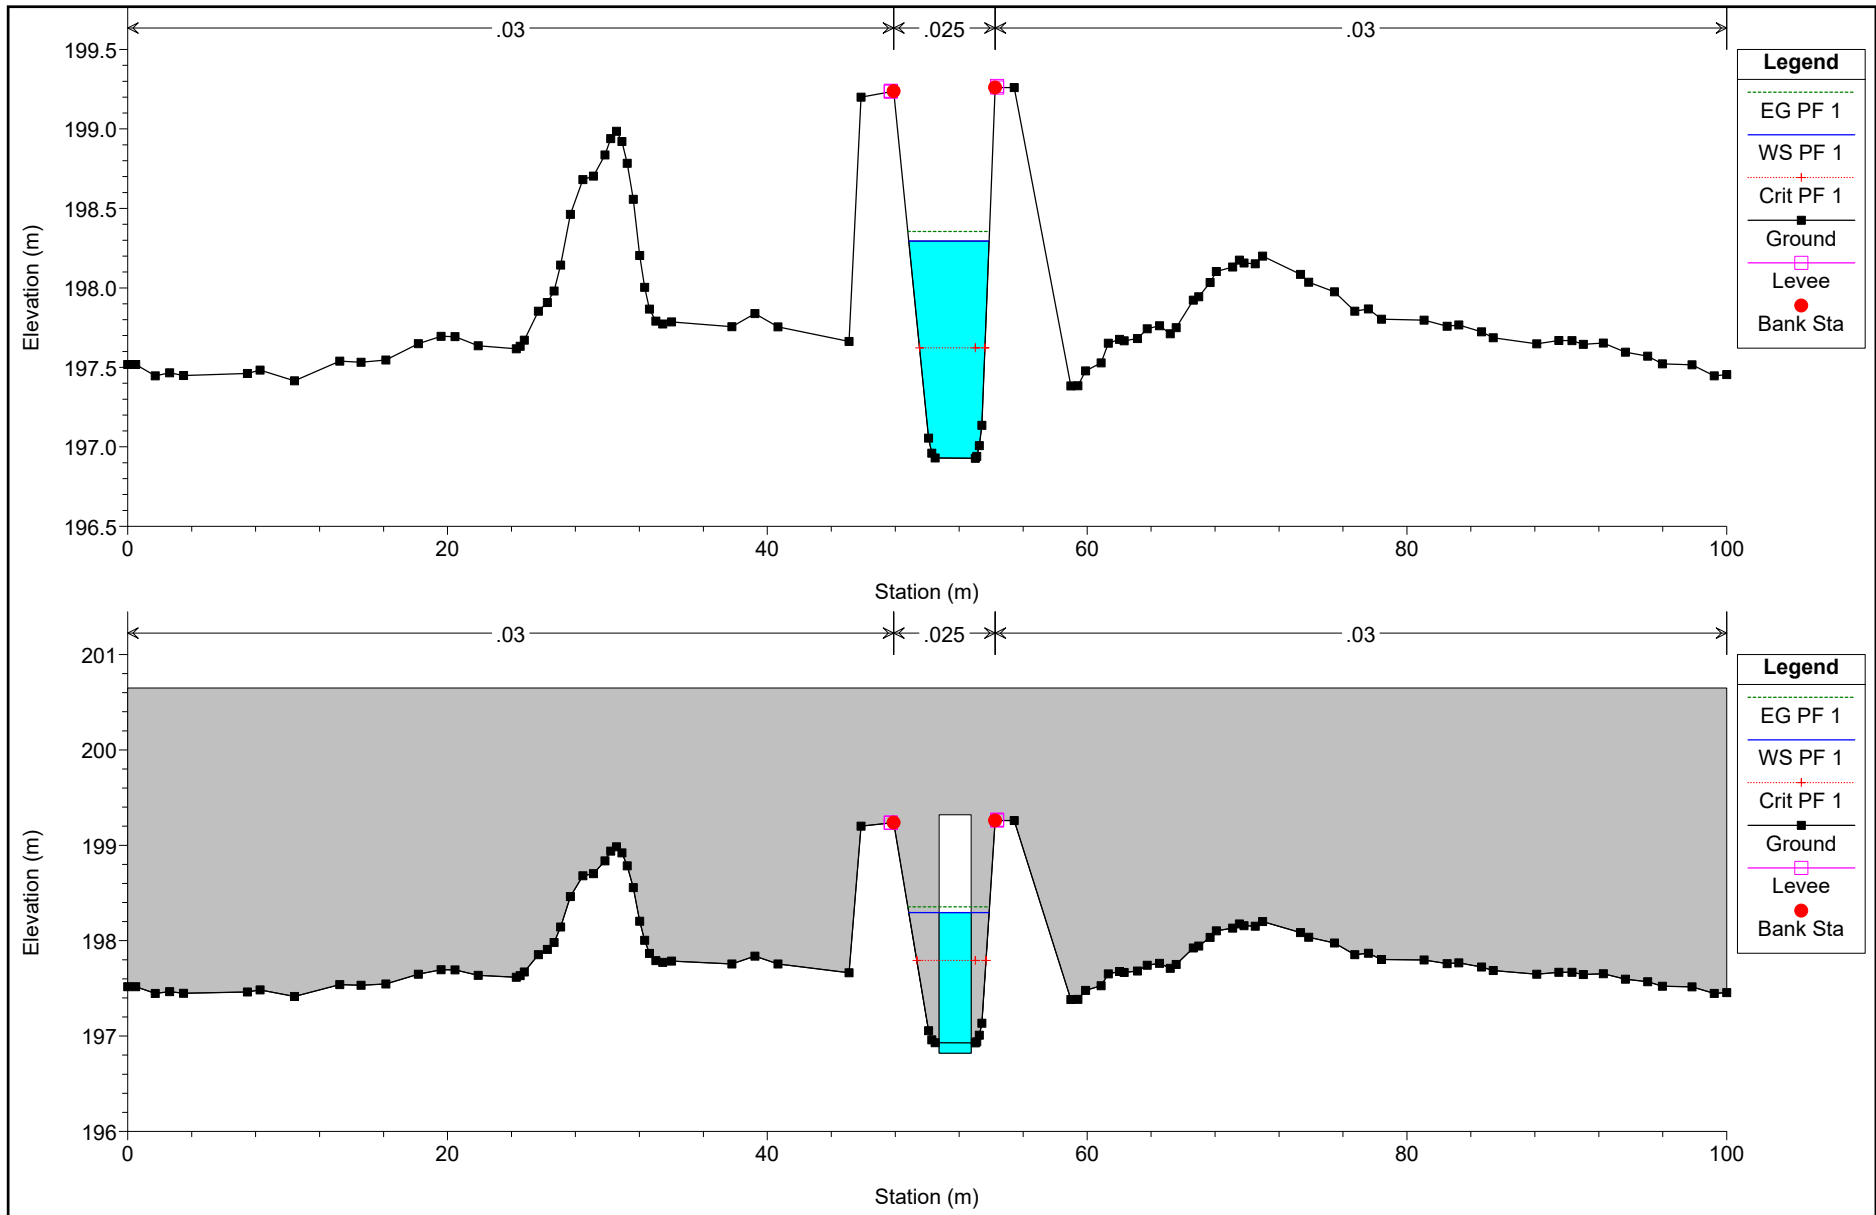 .03 .025 .03
199.5
199.0
198.5
198.0
197.5
197.0
196.5
Elevation (m)
0 20 40 60 80 100
Station (m)
Legend
EG PF 1
WS PF 1
Crit PF 1
Ground
Levee
Bank Sta
.03 .025 .03
201
200
199
198
197
196
Elevation (m)
0 20 40 60 80 100
Station (m)
Legend
EG PF 1
WS PF 1
Crit PF 1
Ground
Levee
Bank Sta